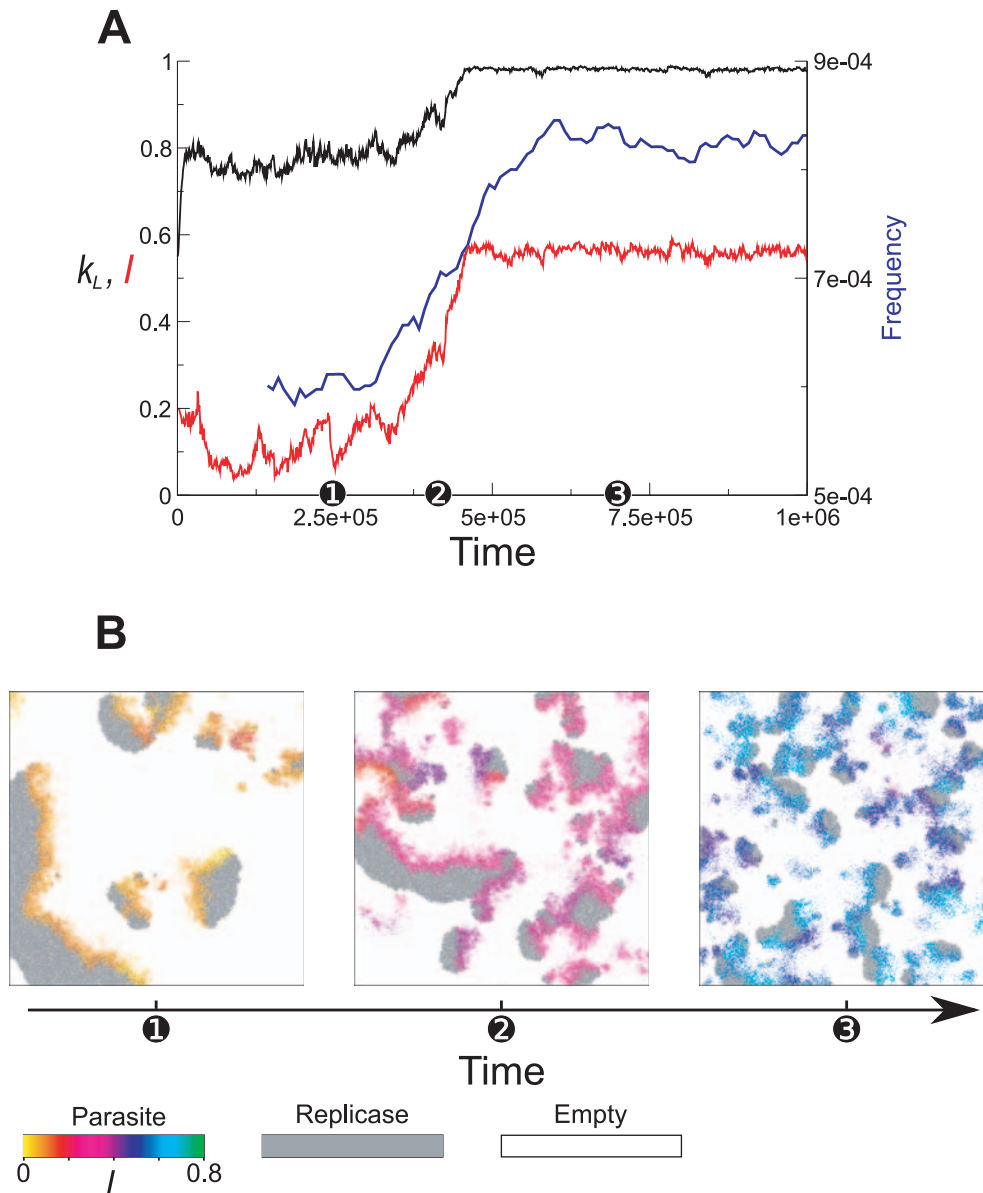 A
1
0.8
0.6
0.4
0.2
0
k_L, l
9e-04
7e-04
5e-04
Frequency
1
2
3
0
2.5e+05
5e+05
7.5e+05
1e+06
Time
B
1
2
3
Time
Parasite
Replicase
Empty
0
0.8
l